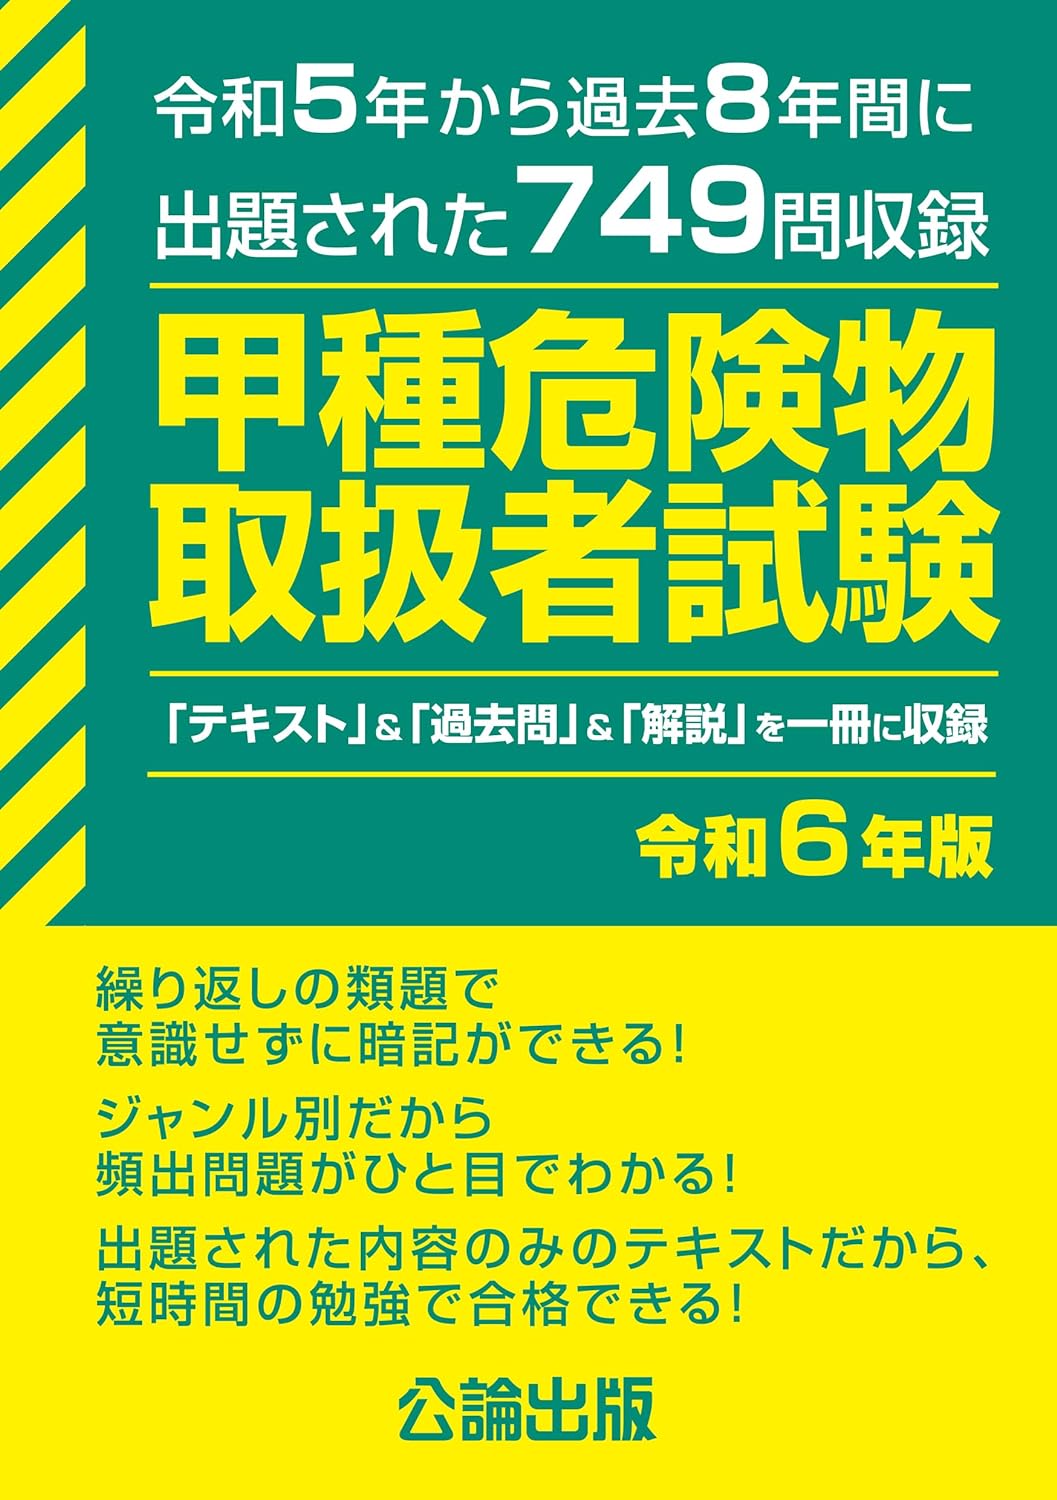 令和5年から過去8年間に
出題された749問収録
甲種危険物
取扱者試験
「テキスト」&「過去問」&「解説」を一冊に収録
令和6年版
繰り返しの類題で
意識せずに暗記ができる!
ジャンル別だから
頻出問題がひと目でわかる!
出題された内容のみのテキストだから、
短時間の勉強で合格できる!
公論出版